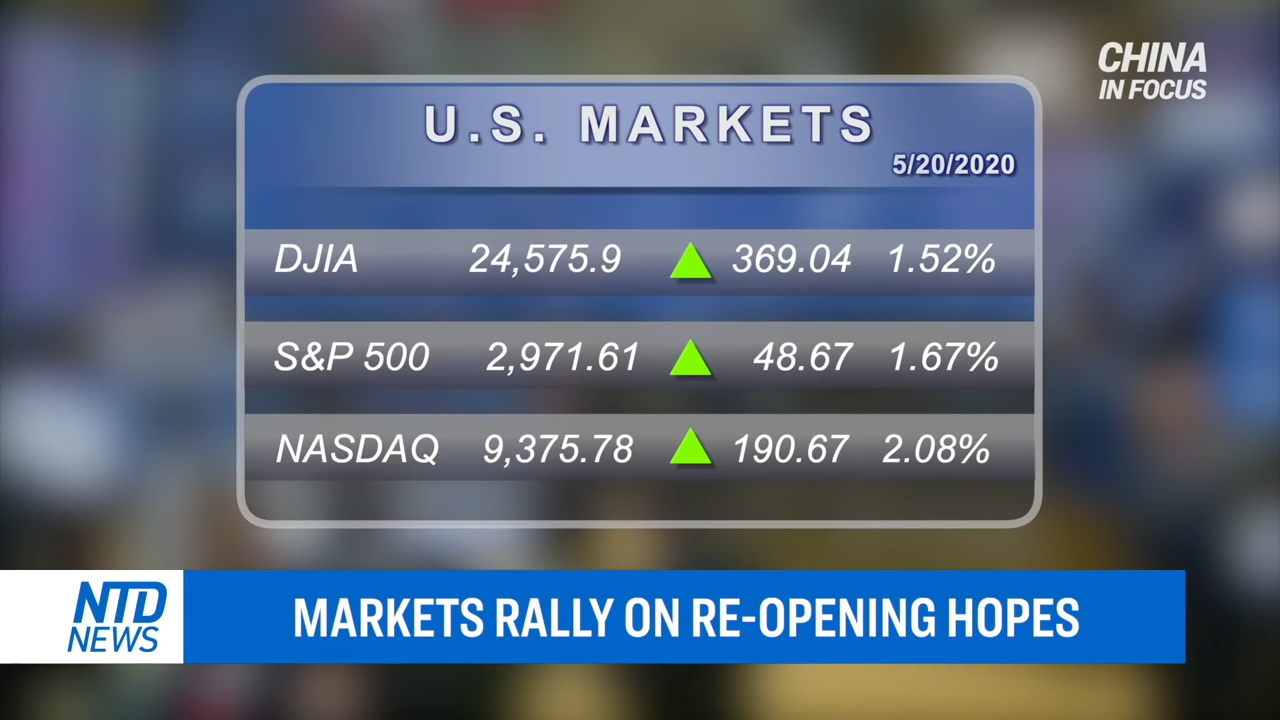 CHINA
IN FOCUS
U.S. MARKETS
5/20/2020
DJIA 24,575.9 ▲ 369.04 1.52%
S&P 500 2,971.61 ▲ 48.67 1.67%
NASDAQ 9,375.78 ▲ 190.67 2.08%
NTD
NEWS
MARKETS RALLY ON RE-OPENING HOPES